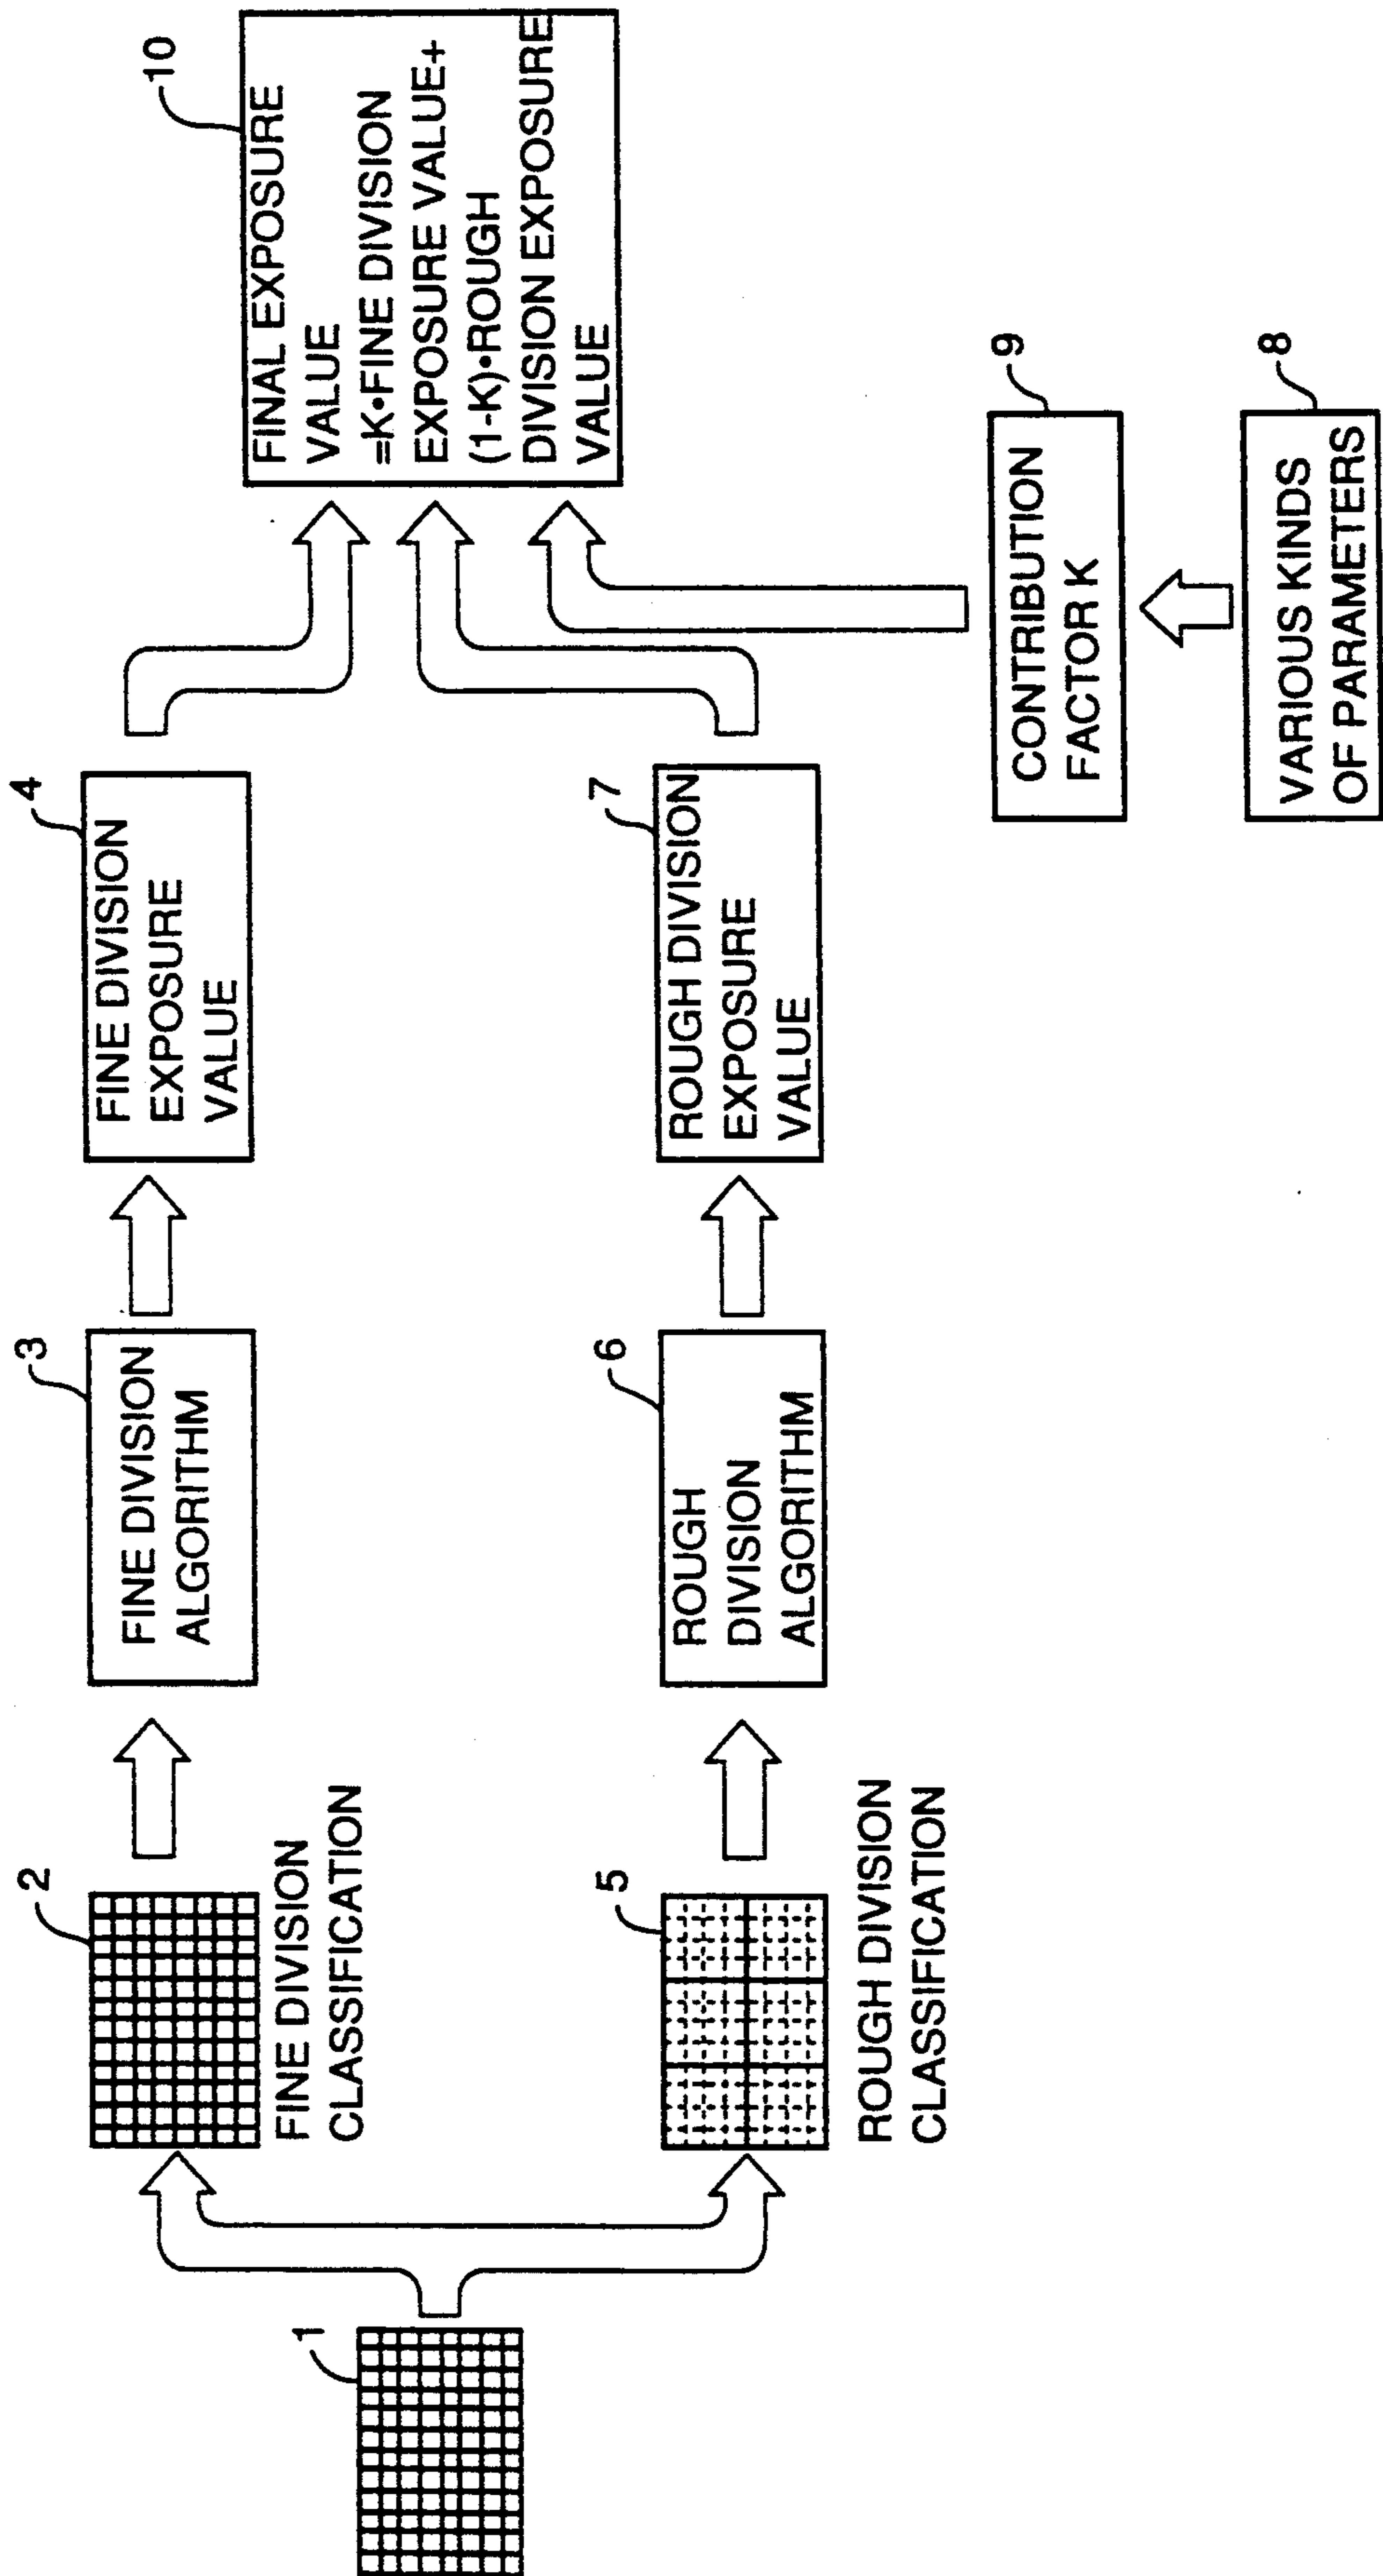 1
2
FINE DIVISION
CLASSIFICATION
3
FINE DIVISION
ALGORITHM
4
FINE DIVISION
EXPOSURE
VALUE
5
ROUGH DIVISION
CLASSIFICATION
6
ROUGH
DIVISION
ALGORITHM
7
ROUGH DIVISION
EXPOSURE
VALUE
10
FINAL EXPOSURE
VALUE
=K•FINE DIVISION
EXPOSURE VALUE+
(1-K)•ROUGH
DIVISION EXPOSURE
VALUE
9
CONTRIBUTION
FACTOR K
8
VARIOUS KINDS
OF PARAMETERS